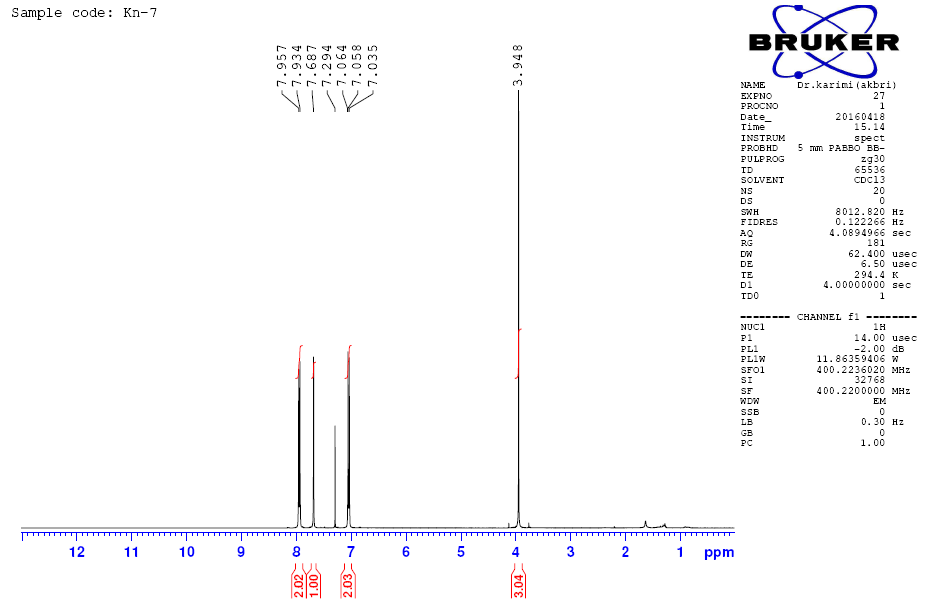 Sample code: Kn-7
7.957
7.934
7.687
7.294
7.064
7.058
7.035
3.948
BRUKER
NAME Dr.karimi(akbri)
EXPNO 27
PROCNO 1
Date_ 20160418
Time 15.14
INSTRUM spect
PROBHD 5 mm PABBO BB-
PULPROG zg30
TD 65536
SOLVENT CDCl3
NS 20
DS 0
SWH 8012.820 Hz
FIDRES 0.122266 Hz
AQ 4.0894966 sec
RG 181
DW 62.400 usec
DE 6.50 usec
TE 294.4 K
D1 4.00000000 sec
TD0 1
======== CHANNEL f1 ========
NUC1 1H
P1 14.00 usec
PL1 -2.00 dB
PL1W 11.86359406 W
SFO1 400.2236020 MHz
SI 32768
SF 400.2200000 MHz
WDW EM
SSB 0
LB 0.30 Hz
GB 0
PC 1.00
12 11 10 9 8 7 6 5 4 3 2 1 ppm
2.02
1.00
2.03
3.04